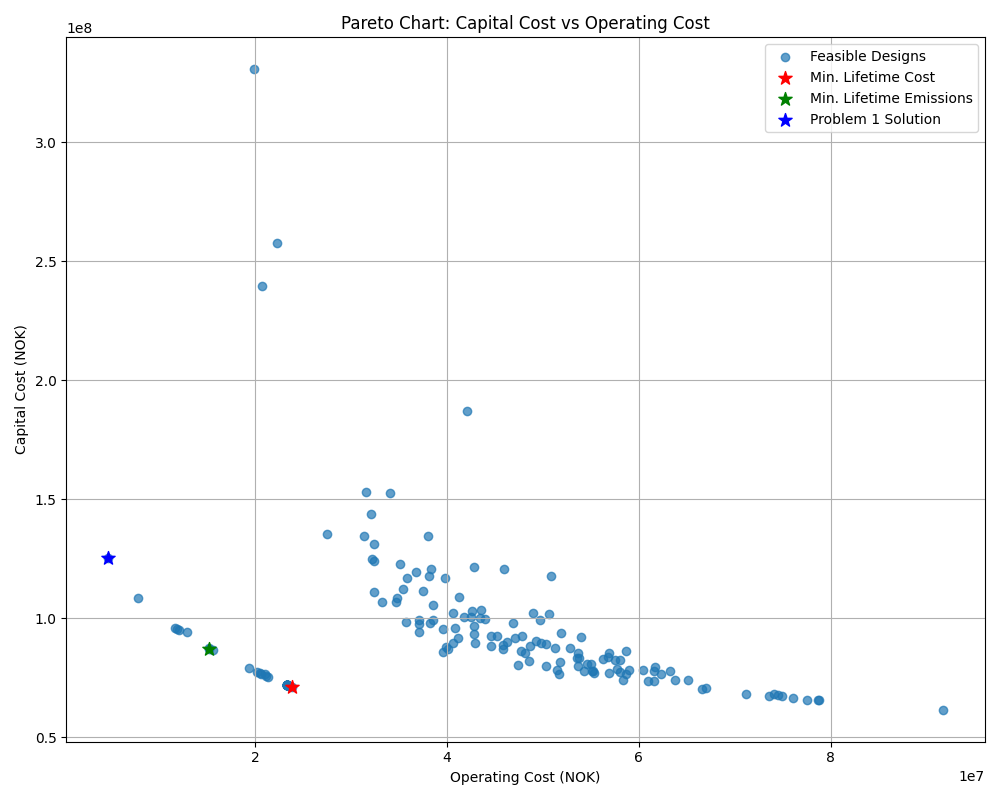 Pareto Chart: Capital Cost vs Operating Cost
1e8
Feasible Designs
Min. Lifetime Cost
Min. Lifetime Emissions
Problem 1 Solution
3.0
2.5
2.0
1.5
1.0
0.5
Capital Cost (NOK)
2 4 6 8
1e7
Operating Cost (NOK)